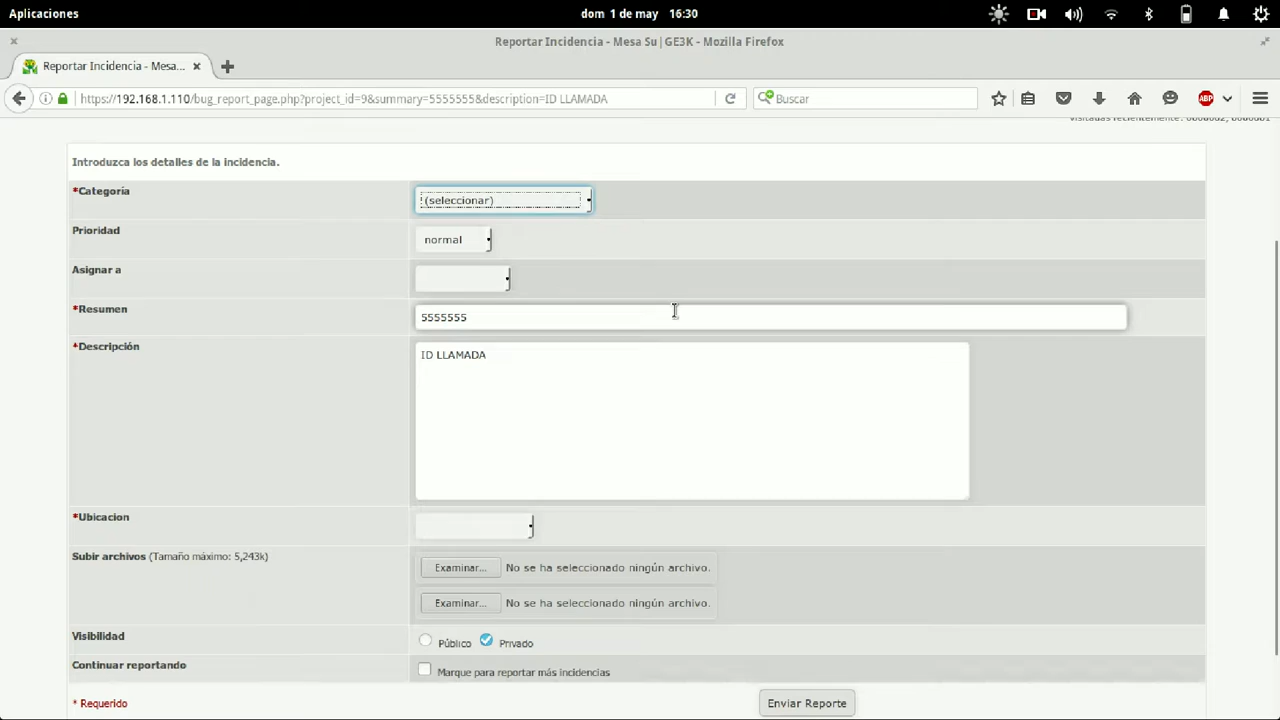 Aplicaciones
dom 1 de may 16:30
Reportar Incidencia - Mesa Su|GE3K - Mozilla Firefox
Reportar Incidencia - Mesa...
https://192.168.1.110/bug_report_page.php?project_id=9&summary=5555555&description=ID LLAMADA
Buscar
ABP
Introduzca los detalles de la incidencia.
*Categoría
(seleccionar)
Prioridad
normal
Asignar a
*Resumen
5555555
*Descripción
ID LLAMADA
*Ubicacion
Subir archivos (Tamaño máximo: 5,243k)
Examinar... No se ha seleccionado ningún archivo.
Examinar... No se ha seleccionado ningún archivo.
Visibilidad
Público Privado
Continuar reportando
Marque para reportar más incidencias
* Requerido
Enviar Reporte